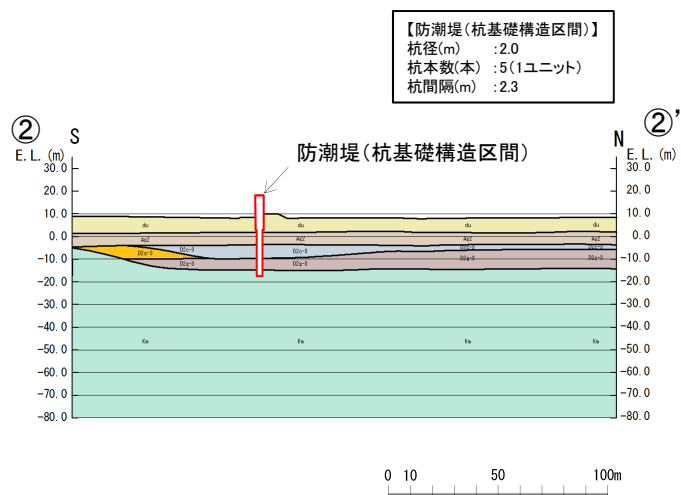 【防潮堤(杭基礎構造区間)】
杭径(m) :2.0
杭本数(本) :5(1ユニット)
杭間隔(m) :2.3
② ②'
S N
防潮堤(杭基礎構造区間)
E.L.(m) E.L.(m)
30.0 30.0
20.0 20.0
10.0 10.0
du du du du
0.0 0.0
Ag2 Ag2 Ag2 Ag2
D2c-3 D2c-3 D2c-3 D2c-3
D2s-3
-10.0 -10.0
D2g-3 D2g-3 D2g-3 D2g-3
-20.0 -20.0
-30.0 -30.0
-40.0 -40.0
Km Km Km Km
-50.0 -50.0
-60.0 -60.0
-70.0 -70.0
-80.0 -80.0
0 10 50 100m